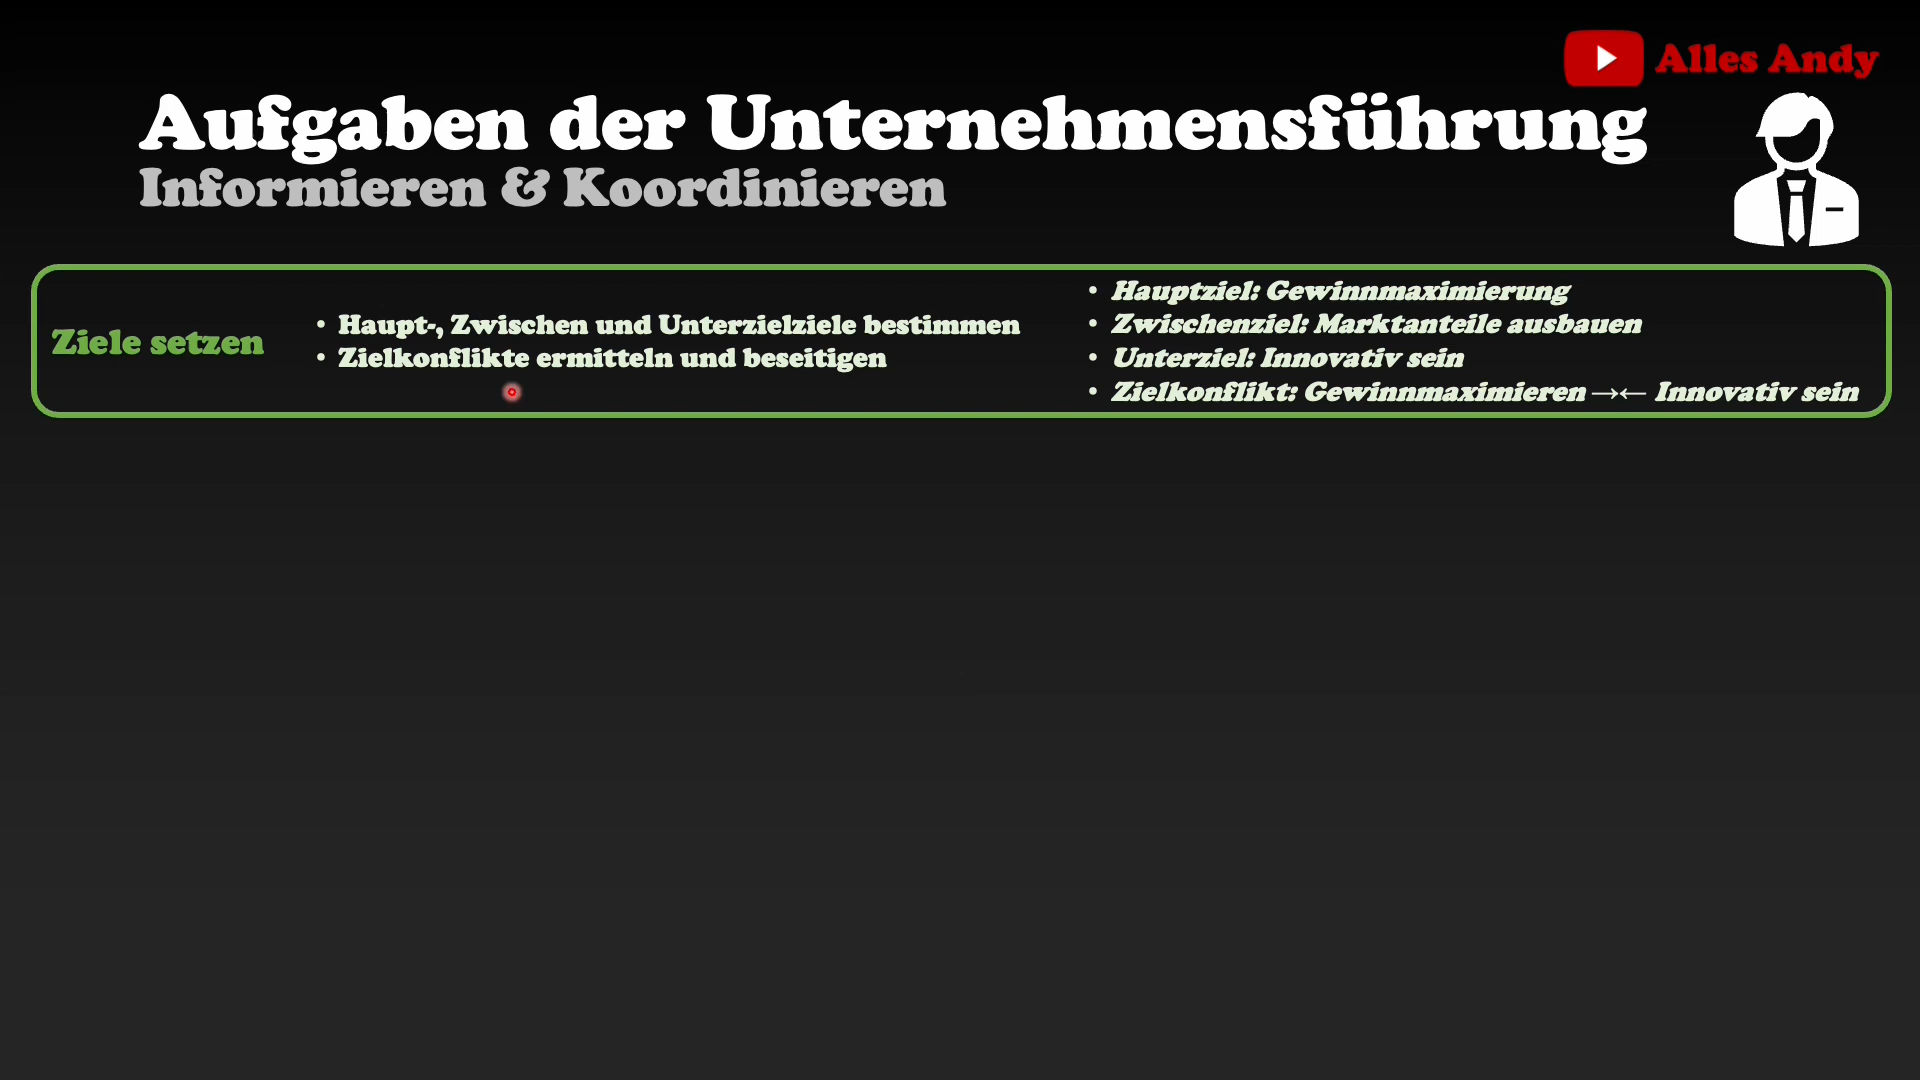 Alles Andy
Aufgaben der Unternehmensführung
Informieren & Koordinieren
Ziele setzen
• Haupt-, Zwischen und Unterzielziele bestimmen
• Zielkonflikte ermitteln und beseitigen
• Hauptziel: Gewinnmaximierung
• Zwischenziel: Marktanteile ausbauen
• Unterziel: Innovativ sein
• Zielkonflikt: Gewinnmaximieren →← Innovativ sein